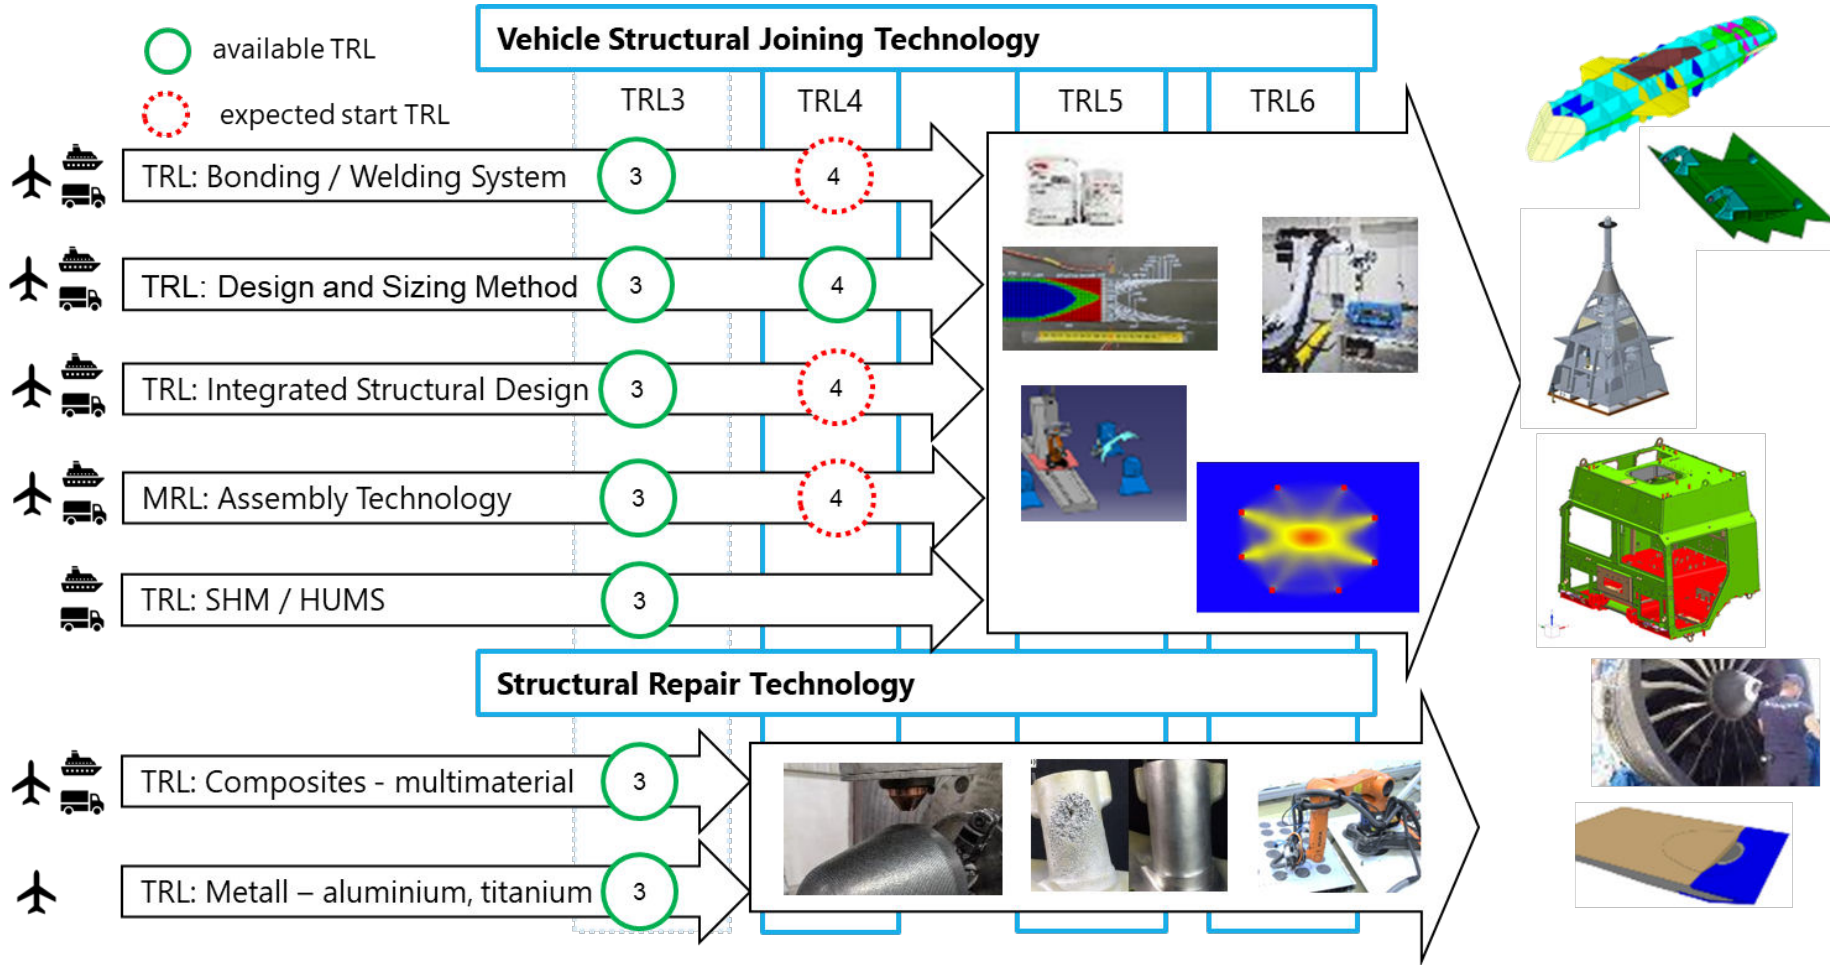 available TRL
expected start TRL
Vehicle Structural Joining Technology
TRL3
TRL4
TRL5
TRL6
TRL: Bonding / Welding System
3
4
TRL: Design and Sizing Method
3
4
TRL: Integrated Structural Design
3
4
MRL: Assembly Technology
3
4
TRL: SHM / HUMS
3
Structural Repair Technology
TRL: Composites - multimaterial
3
TRL: Metall – aluminium, titanium
3